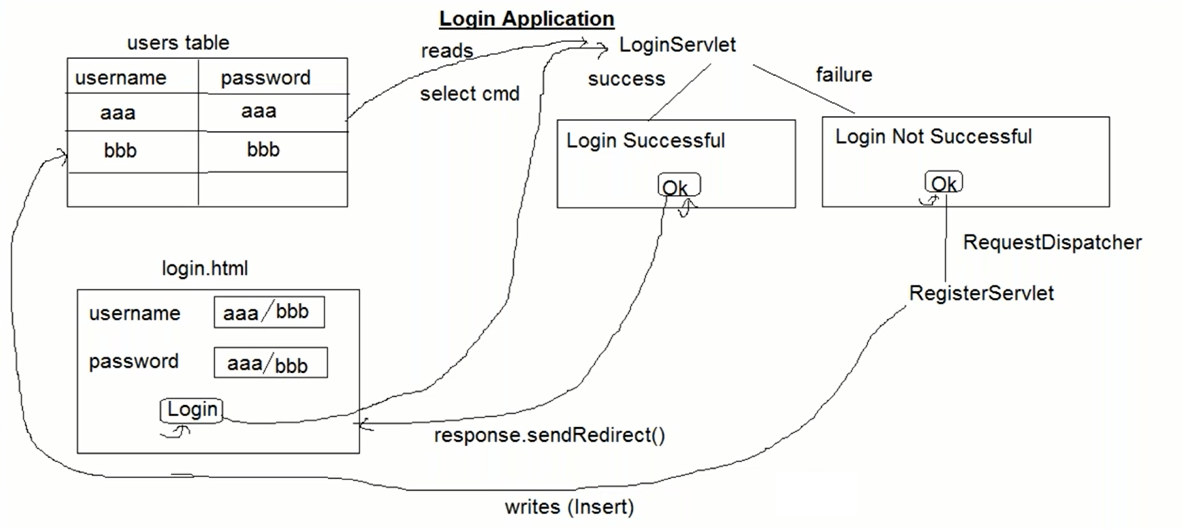 Login Application
users table
username password
aaa aaa
bbb bbb
reads
select cmd
LoginServlet
success
failure
Login Successful
Ok
Login Not Successful
Ok
RequestDispatcher
RegisterServlet
login.html
username aaa/bbb
password aaa/bbb
Login
response.sendRedirect()
writes (Insert)